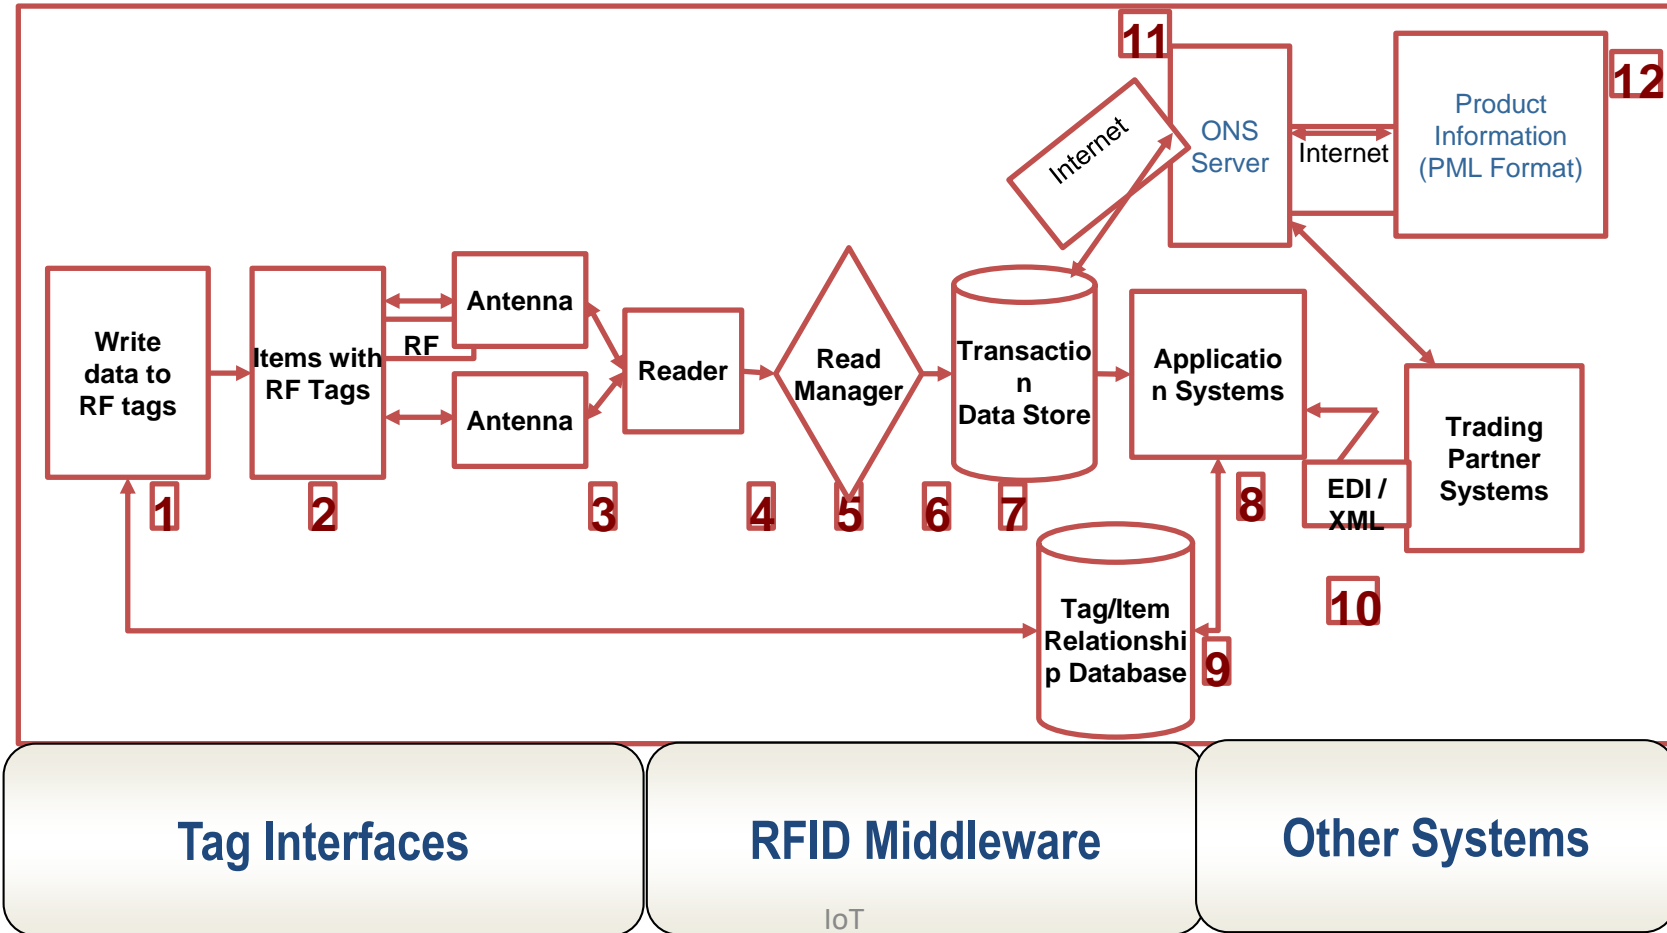 11
12
Internet
ONS
Server
Internet
Product
Information
(PML Format)
Write
data to
RF tags
Items with
RF Tags
Antenna
RF
Antenna
Reader
Read
Manager
Transactio
n
Data Store
Applicatio
n Systems
Trading
Partner
Systems
EDI /
XML
1
2
3
4
5
6
7
8
10
Tag/Item
Relationshi
p Database
9
Tag Interfaces
RFID Middleware
Other Systems
IoT